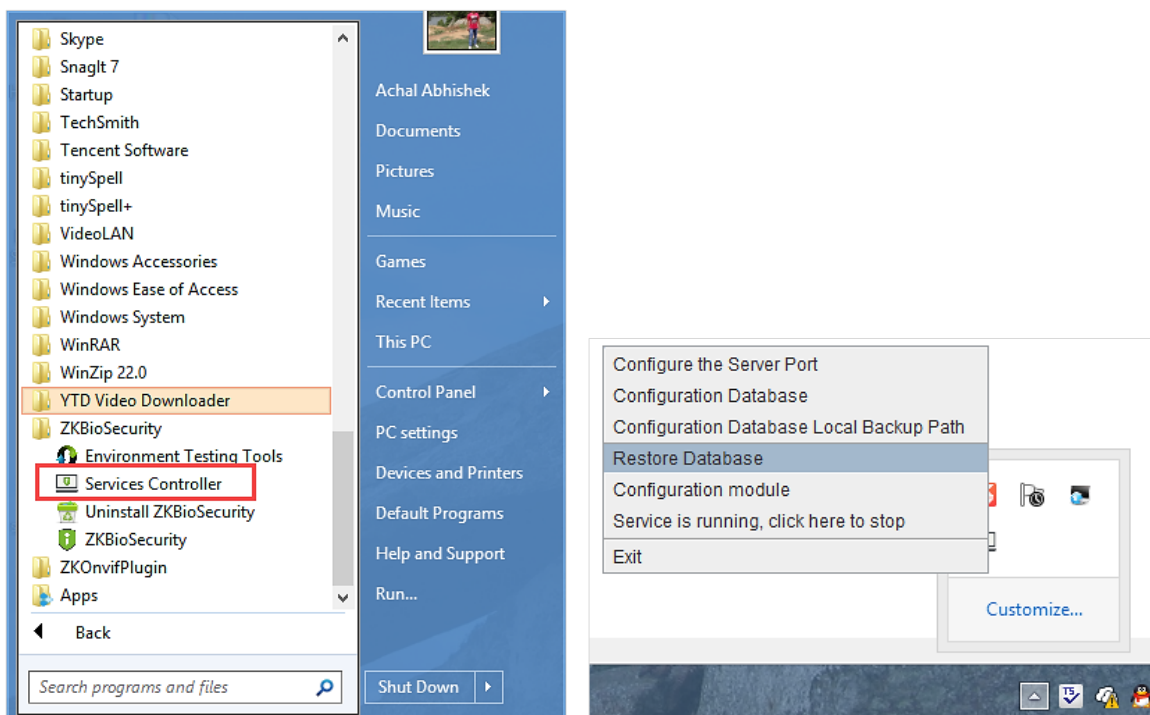 Skype
SnagIt 7
Startup
TechSmith
Tencent Software
tinySpell
tinySpell+
VideoLAN
Windows Accessories
Windows Ease of Access
Windows System
WinRAR
WinZip 22.0
YTD Video Downloader
ZKBioSecurity
Environment Testing Tools
Services Controller
Uninstall ZKBioSecurity
ZKBioSecurity
ZKOnvifPlugin
Apps
Back
Search programs and files
Achal Abhishek
Documents
Pictures
Music
Games
Recent Items
This PC
Control Panel
PC settings
Devices and Printers
Default Programs
Help and Support
Run...
Shut Down
Configure the Server Port
Configuration Database
Configuration Database Local Backup Path
Restore Database
Configuration module
Service is running, click here to stop
Exit
Customize...
TS